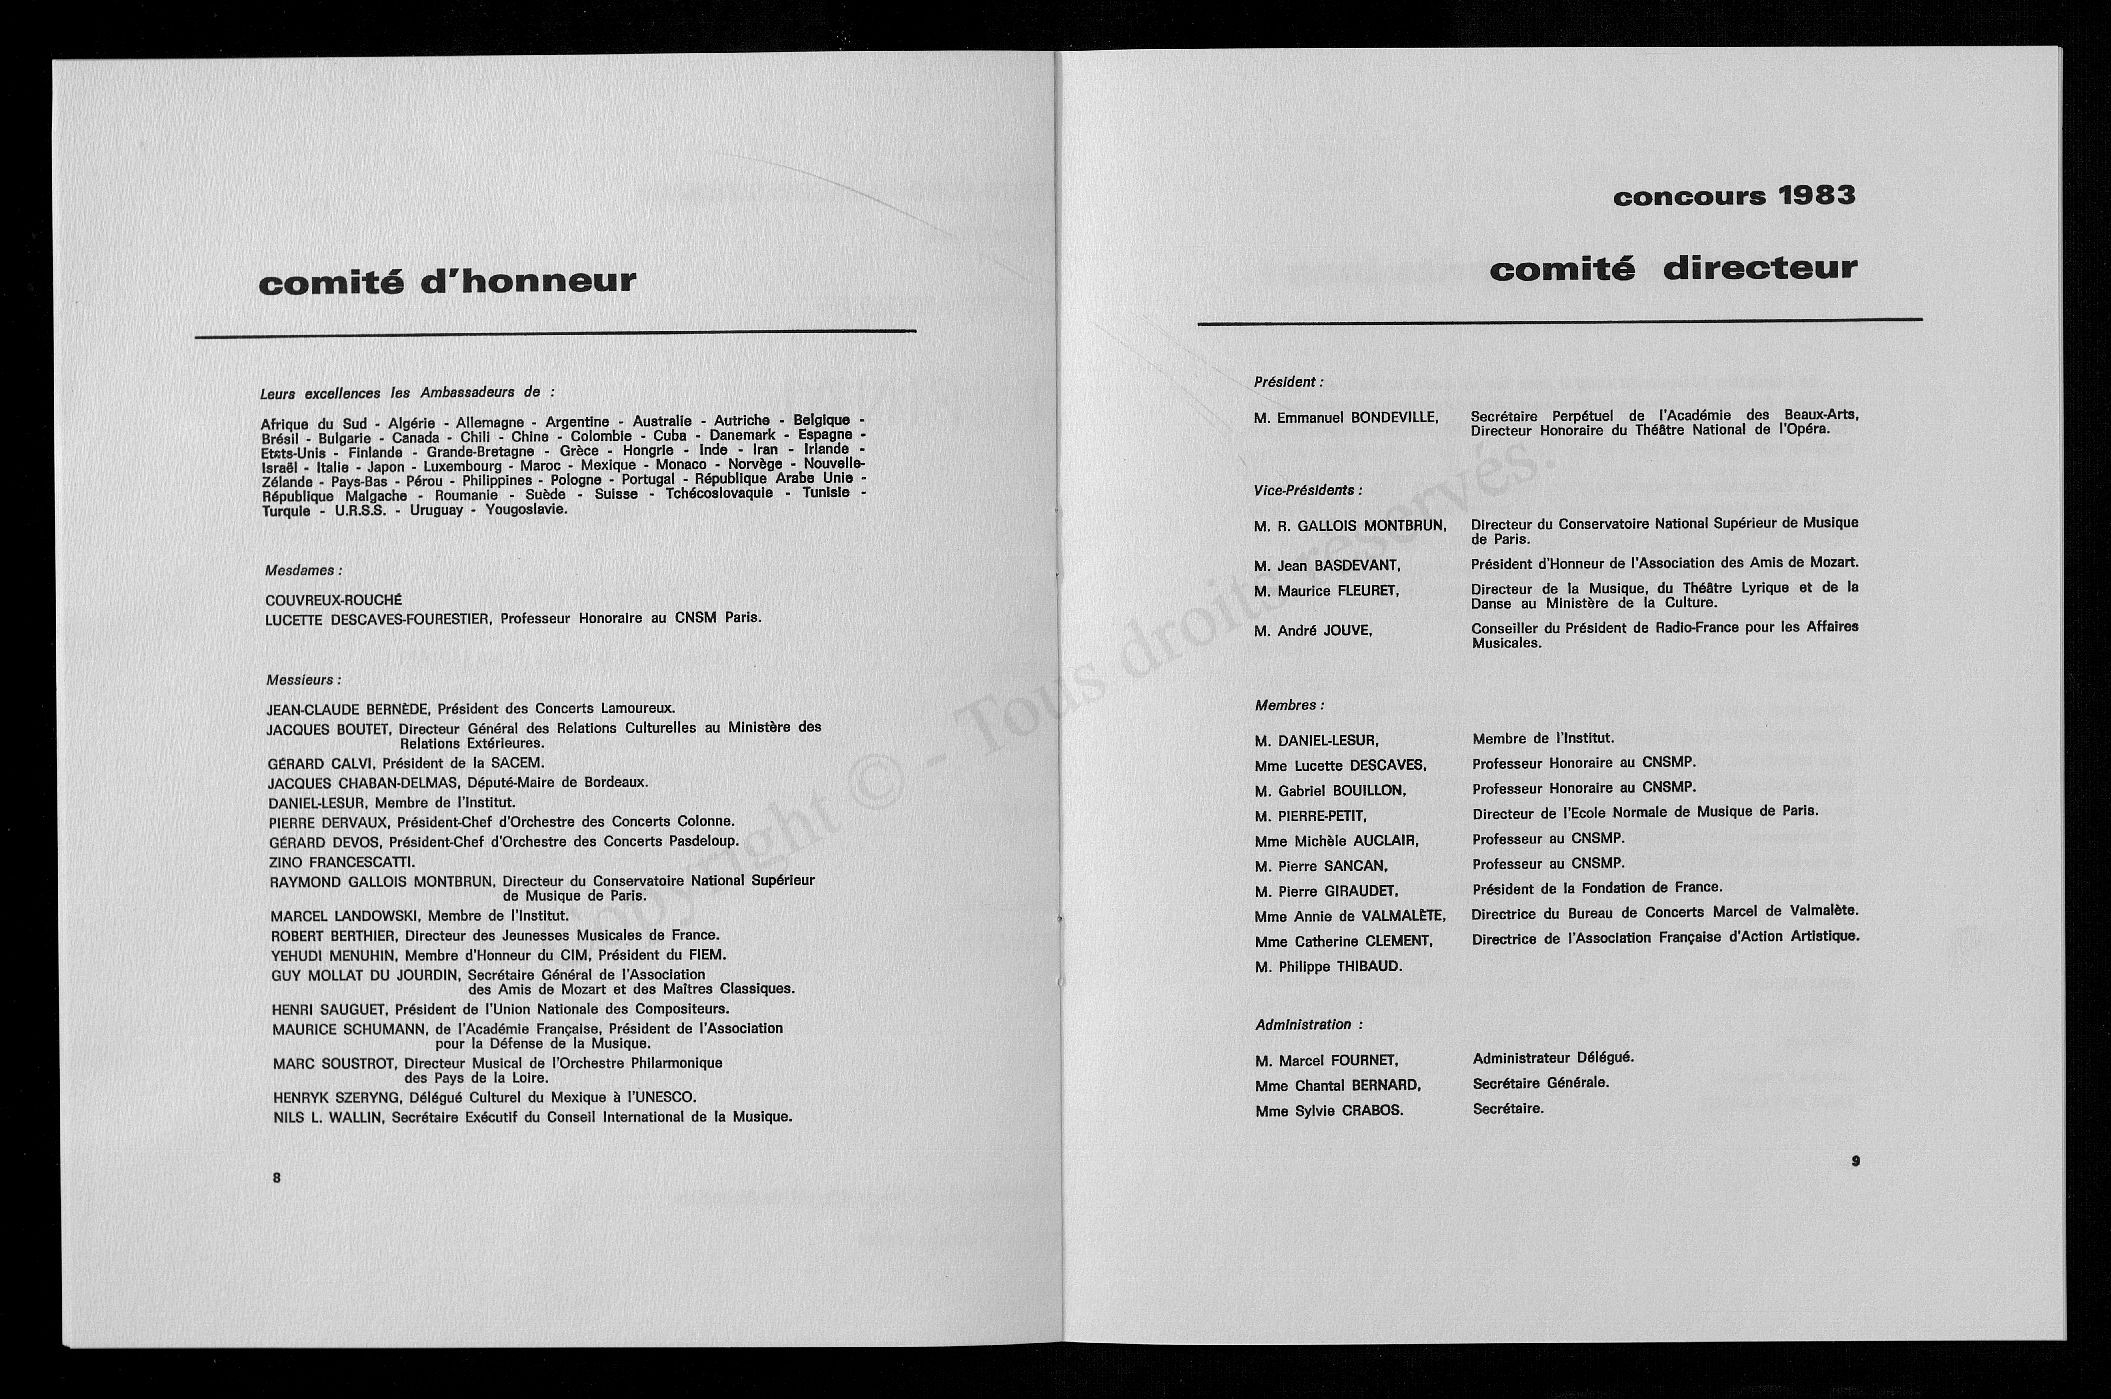 comité d'honneur
Leurs excellences les Ambassadeurs de :
Afrique du Sud - Algérie - Allemagne - Argentine - Australie - Autriche - Belgique -
Brésil - Bulgarie - Canada - Chili - Chine - Colombie - Cuba - Danemark - Espagne -
Etats-Unis - Finlande - Grande-Bretagne - Grèce - Hongrie - Inde - Iran - Irlande -
Israël - Italie - Japon - Luxembourg - Maroc - Mexique - Monaco - Norvège - Nouvelle-
Zélande - Pays-Bas - Pérou - Philippines - Pologne - Portugal - République Arabe Unie -
République Malgache - Roumanie - Suède - Suisse - Tchécoslovaquie - Tunisie -
Turquie - U.R.S.S. - Uruguay - Yougoslavie.
Mesdames :
COUVREUX-ROUCHÉ
LUCETTE DESCAVES-FOURESTIER, Professeur Honoraire au CNSM Paris.
Messieurs :
JEAN-CLAUDE BERNÈDE, Président des Concerts Lamoureux.
JACQUES BOUTET, Directeur Général des Relations Culturelles au Ministère des
Relations Extérieures.
GÉRARD CALVI, Président de la SACEM.
JACQUES CHABAN-DELMAS, Député-Maire de Bordeaux.
DANIEL-LESUR, Membre de l'Institut.
PIERRE DERVAUX, Président-Chef d'Orchestre des Concerts Colonne.
GÉRARD DEVOS, Président-Chef d'Orchestre des Concerts Pasdeloup.
ZINO FRANCESCATTI.
RAYMOND GALLOIS MONTBRUN, Directeur du Conservatoire National Supérieur
de Musique de Paris.
MARCEL LANDOWSKI, Membre de l'Institut.
ROBERT BERTHIER, Directeur des Jeunesses Musicales de France.
YEHUDI MENUHIN, Membre d'Honneur du CIM, Président du FIEM.
GUY MOLLAT DU JOURDIN, Secrétaire Général de l'Association
des Amis de Mozart et des Maîtres Classiques.
HENRI SAUGUET, Président de l'Union Nationale des Compositeurs.
MAURICE SCHUMANN, de l'Académie Française, Président de l'Association
pour la Défense de la Musique.
MARC SOUSTROT, Directeur Musical de l'Orchestre Philarmonique
des Pays de la Loire.
HENRYK SZERYNG, Délégué Culturel du Mexique à l'UNESCO.
NILS L. WALLIN, Secrétaire Exécutif du Conseil International de la Musique.
8
concours 1983
comité directeur
Président :
M. Emmanuel BONDEVILLE, Secrétaire Perpétuel de l'Académie des Beaux-Arts,
Directeur Honoraire du Théâtre National de l'Opéra.
Vice-Présidents :
M. R. GALLOIS MONTBRUN, Directeur du Conservatoire National Supérieur de Musique
de Paris.
M. Jean BASDEVANT, Président d'Honneur de l'Association des Amis de Mozart.
M. Maurice FLEURET, Directeur de la Musique, du Théâtre Lyrique et de la
Danse au Ministère de la Culture.
M. André JOUVE, Conseiller du Président de Radio-France pour les Affaires
Musicales.
Membres :
M. DANIEL-LESUR, Membre de l'Institut.
Mme Lucette DESCAVES, Professeur Honoraire au CNSMP.
M. Gabriel BOUILLON, Professeur Honoraire au CNSMP.
M. PIERRE-PETIT, Directeur de l'Ecole Normale de Musique de Paris.
Mme Michèle AUCLAIR, Professeur au CNSMP.
M. Pierre SANCAN, Professeur au CNSMP.
M. Pierre GIRAUDET, Président de la Fondation de France.
Mme Annie de VALMALÈTE, Directrice du Bureau de Concerts Marcel de Valmalète.
Mme Catherine CLEMENT, Directrice de l'Association Française d'Action Artistique.
M. Philippe THIBAUD.
Administration :
M. Marcel FOURNET, Administrateur Délégué.
Mme Chantal BERNARD, Secrétaire Générale.
Mme Sylvie CRABOS. Secrétaire.
9
Copyright © - Tous droits réservés.